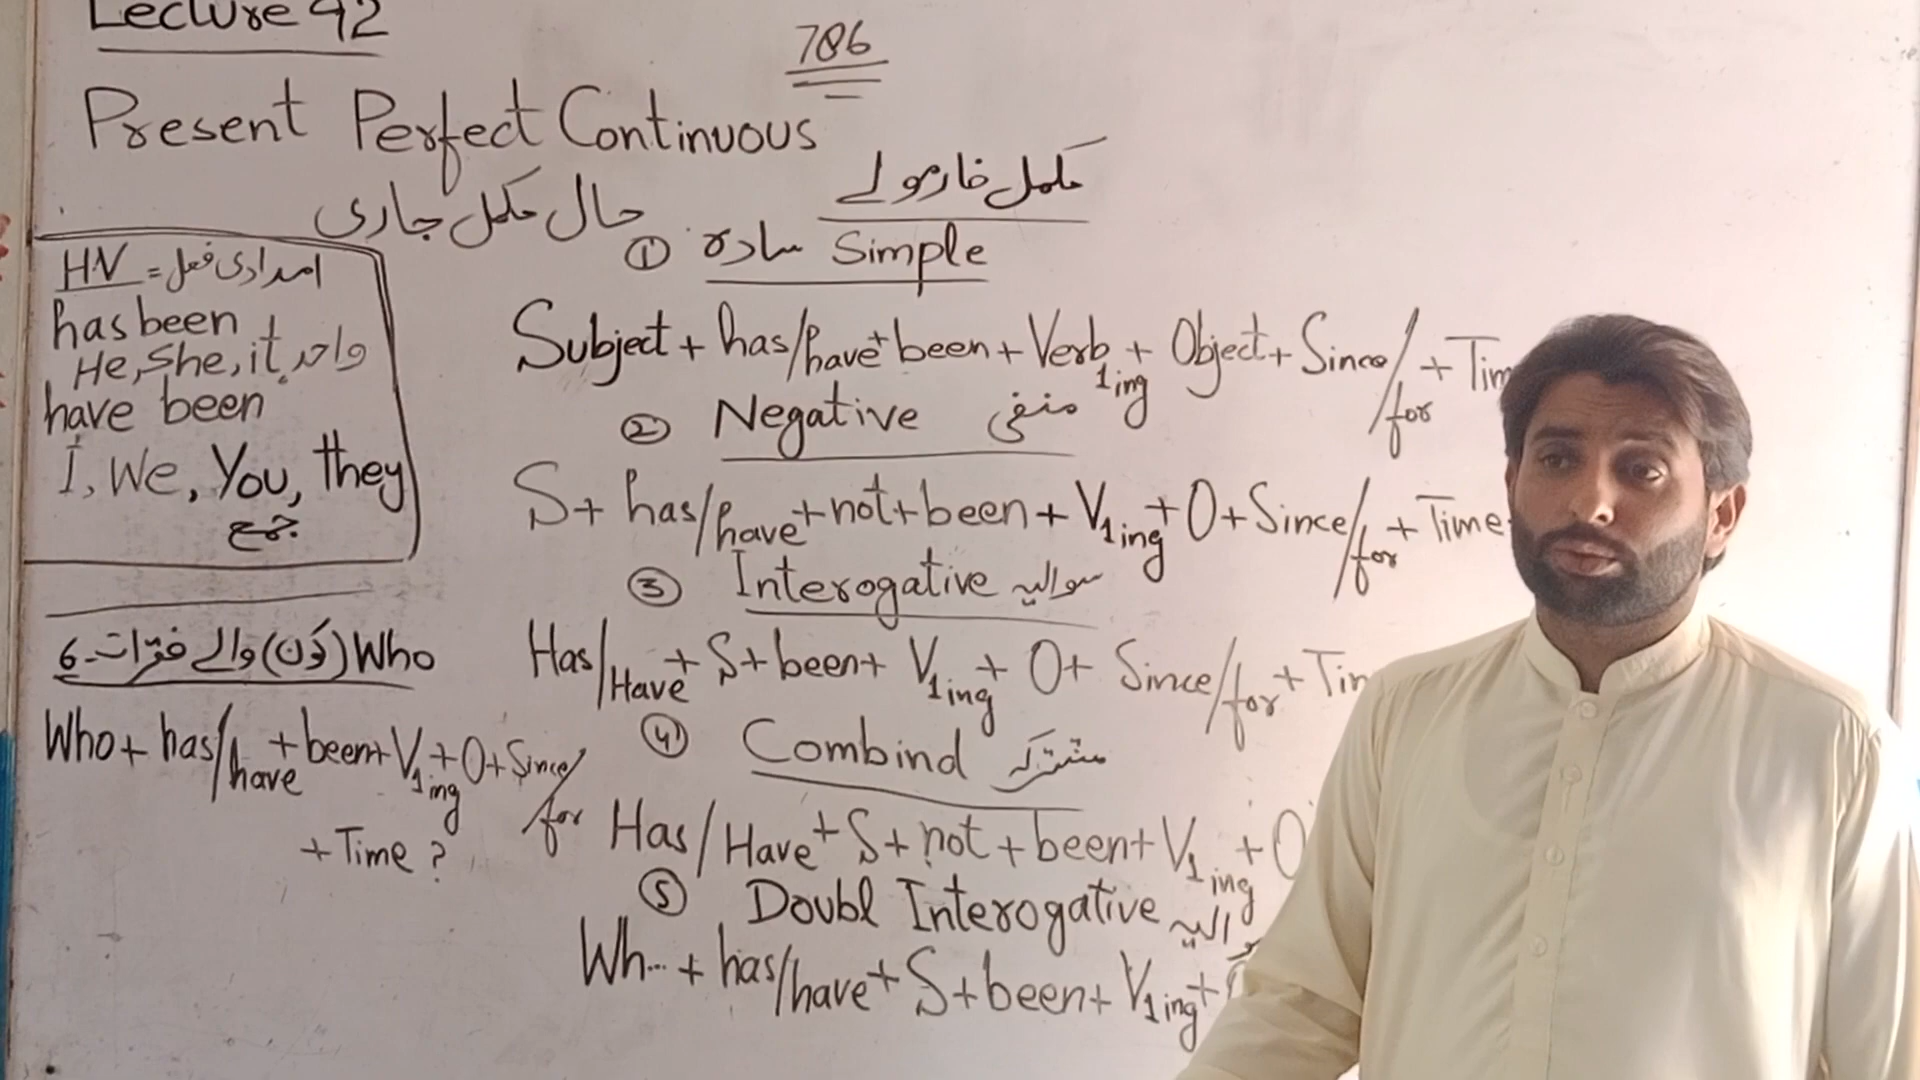 Lecture 42
786
Present Perfect Continuous
حال مکمل جاری
مکمل فارمولے
① سادہ Simple
Subject + has/have + been + Verb1ing + Object + Since/for + Tim
② Negative منفی
S + has/have + not + been + V1ing + O + Since/for + Time
③ Interogative سوالیہ
Has/Have + S + been + V1ing + O + Since/for + Tim
④ Combind مشترکہ
Has/Have + S + not + been + V1ing + O
⑤ Doubl Interogative
Wh... + has/have + S + been + V1ing +
H.V = امدادی فعل
has been
He, She, it, واحد
have been
I, We, You, they
جمع
6- Who (کون) والے فقرات
Who + has/have + been + V1ing + O + Since/for
+ Time ?